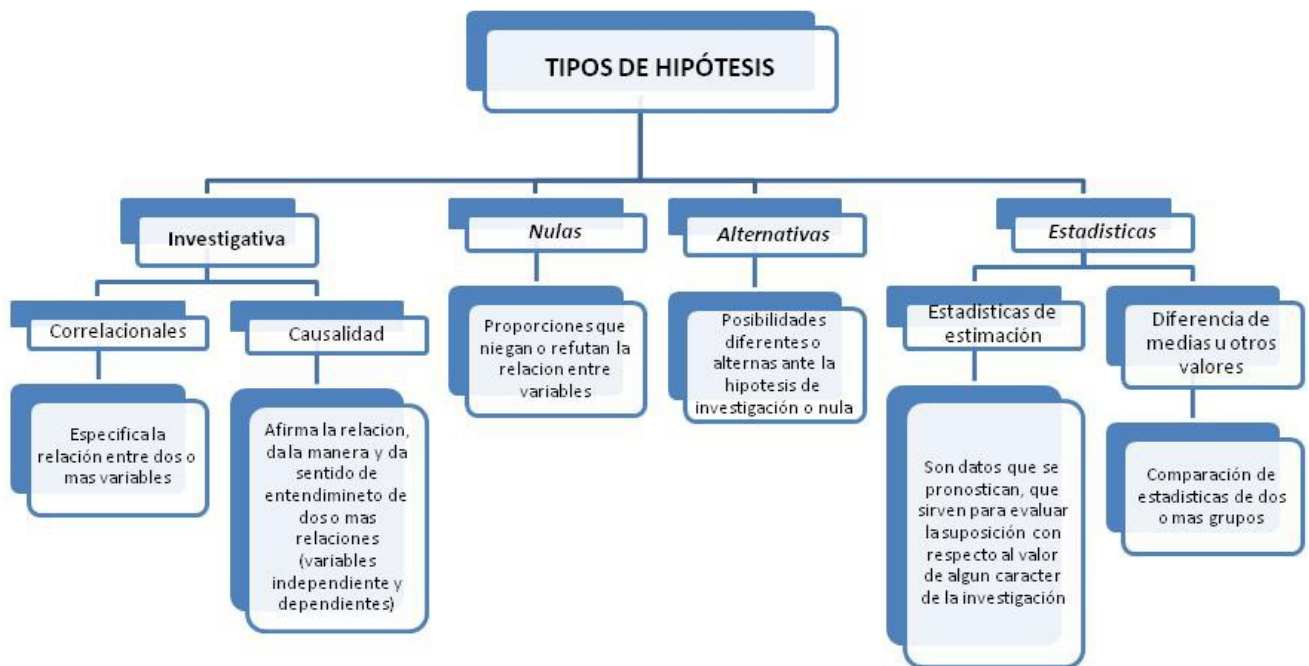 TIPOS DE HIPÓTESIS
Investigativa
Nulas
Alternativas
Estadisticas
Correlacionales
Causalidad
Proporciones que
niegan o refutan la
relacion entre
variables
Posibilidades
diferentes o
alternas ante la
hipotesis de
investigación o nula
Estadisticas de
estimación
Diferencia de
medias u otros
valores
Especifica la
relación entre dos o
mas variables
Afirma la relacion,
da la manera y da
sentido de
entendimineto de
dos o mas
relaciones
(variables
independiente y
dependientes)
Son datos que se
pronostican, que
sirven para evaluar
la suposición con
respecto al valor
de algun caracter
de la investigación
Comparación de
estadisticas de dos
o mas grupos